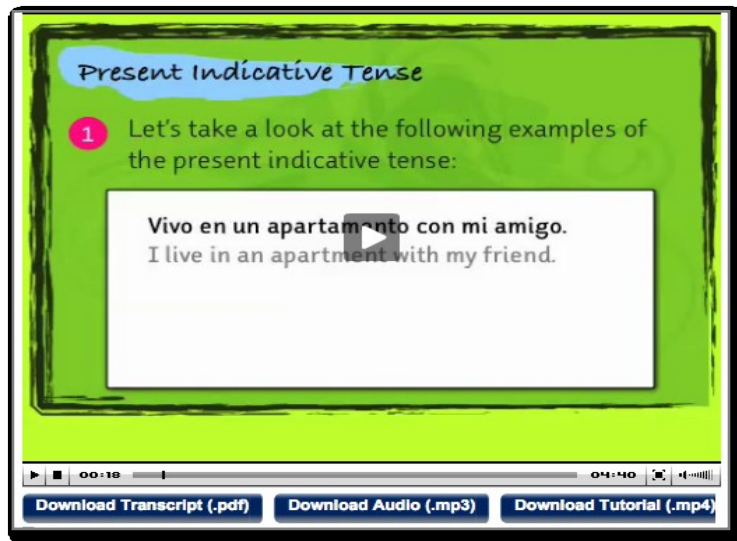 Present Indicative Tense
1
Let's take a look at the following examples of
the present indicative tense:
Vivo en un apartamento con mi amigo.
I live in an apartment with my friend.
00:18
04:40
Download Transcript (.pdf)
Download Audio (.mp3)
Download Tutorial (.mp4)